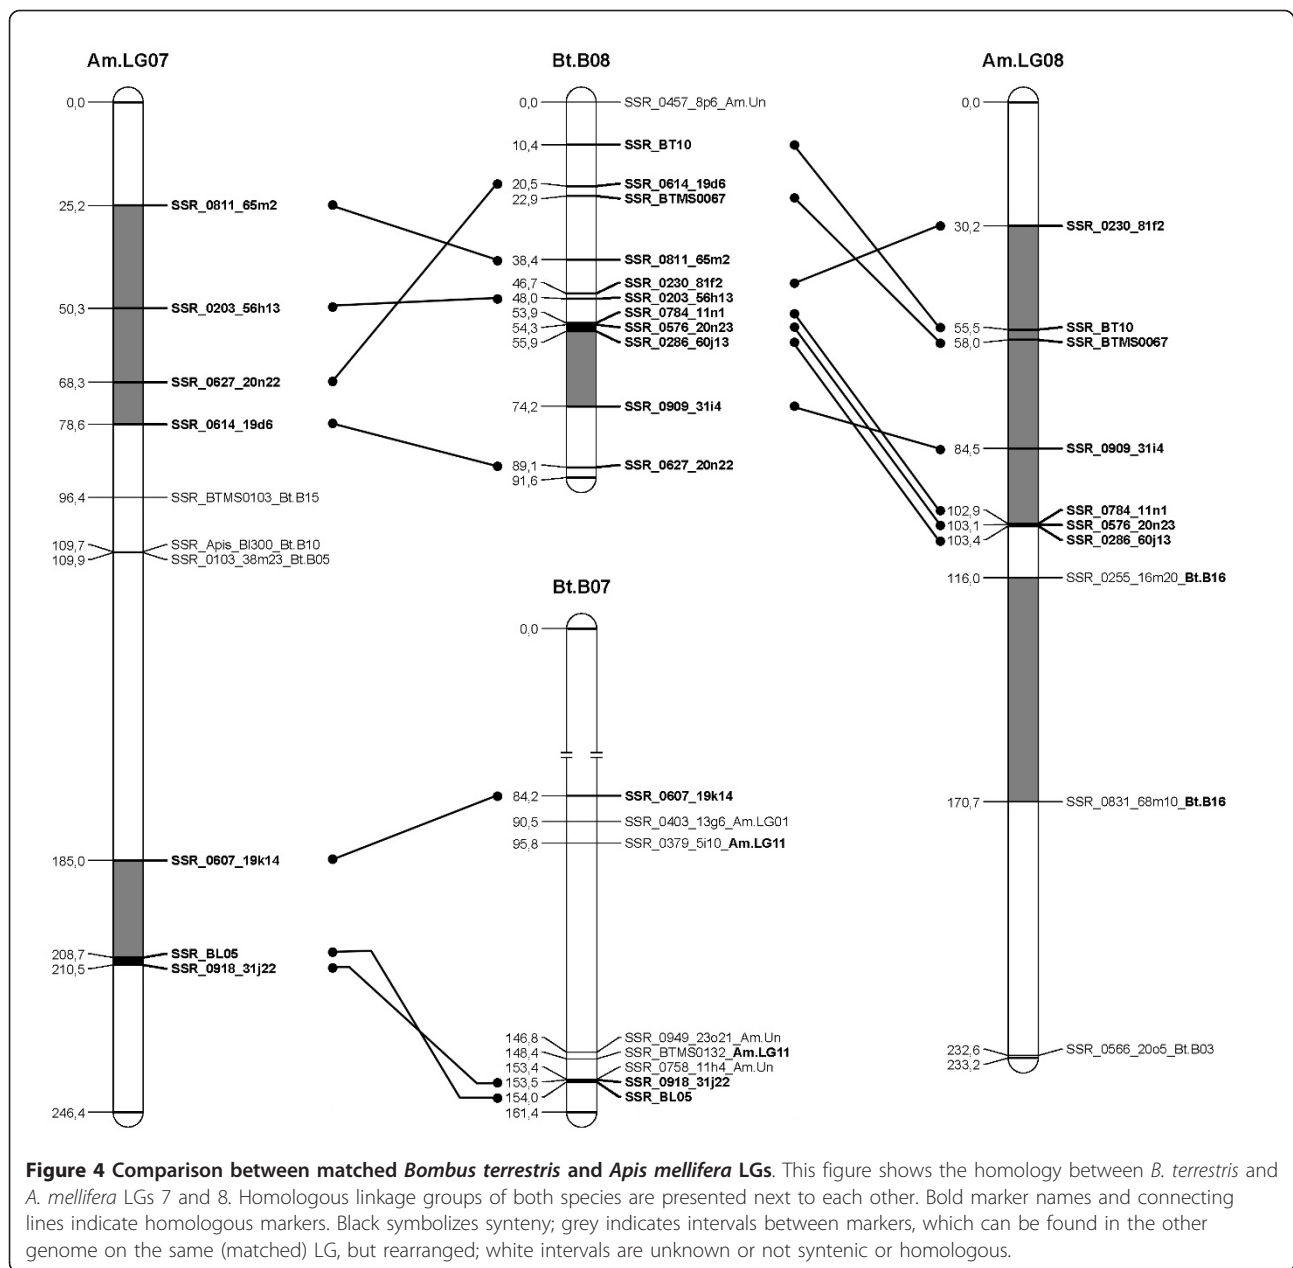 Am.LG07
0,0
25,2 SSR_0811_65m2
50,3 SSR_0203_56h13
68,3 SSR_0627_20n22
78,6 SSR_0614_19d6
96,4 SSR_BTMS0103_Bt.B15
109,7 SSR_Apis_BI300_Bt.B10
109,9 SSR_0103_38m23_Bt.B05
185,0 SSR_0607_19k14
208,7 SSR_BL05
210,5 SSR_0918_31j22
246,4
Bt.B08
0,0 SSR_0457_8p6_Am.Un
10,4 SSR_BT10
20,5 SSR_0614_19d6
22,9 SSR_BTMS0067
38,4 SSR_0811_65m2
46,7 SSR_0230_81f2
48,0 SSR_0203_56h13
53,9 SSR_0784_11n1
54,3 SSR_0576_20n23
55,9 SSR_0286_60j13
74,2 SSR_0909_31i4
89,1 SSR_0627_20n22
91,6
Bt.B07
0,0
84,2 SSR_0607_19k14
90,5 SSR_0403_13g6_Am.LG01
95,8 SSR_0379_5i10_Am.LG11
146,8 SSR_0949_23o21_Am.Un
148,4 SSR_BTMS0132_Am.LG11
153,4 SSR_0758_11h4_Am.Un
153,5 SSR_0918_31j22
154,0 SSR_BL05
161,4
Am.LG08
0,0
30,2 SSR_0230_81f2
55,5 SSR_BT10
58,0 SSR_BTMS0067
84,5 SSR_0909_31i4
102,9 SSR_0784_11n1
103,1 SSR_0576_20n23
103,4 SSR_0286_60j13
116,0 SSR_0255_16m20_Bt.B16
170,7 SSR_0831_68m10_Bt.B16
232,6 SSR_0566_20o5_Bt.B03
233,2
Figure 4 Comparison between matched Bombus terrestris and Apis mellifera LGs. This figure shows the homology between B. terrestris and
A. mellifera LGs 7 and 8. Homologous linkage groups of both species are presented next to each other. Bold marker names and connecting
lines indicate homologous markers. Black symbolizes synteny; grey indicates intervals between markers, which can be found in the other
genome on the same (matched) LG, but rearranged; white intervals are unknown or not syntenic or homologous.